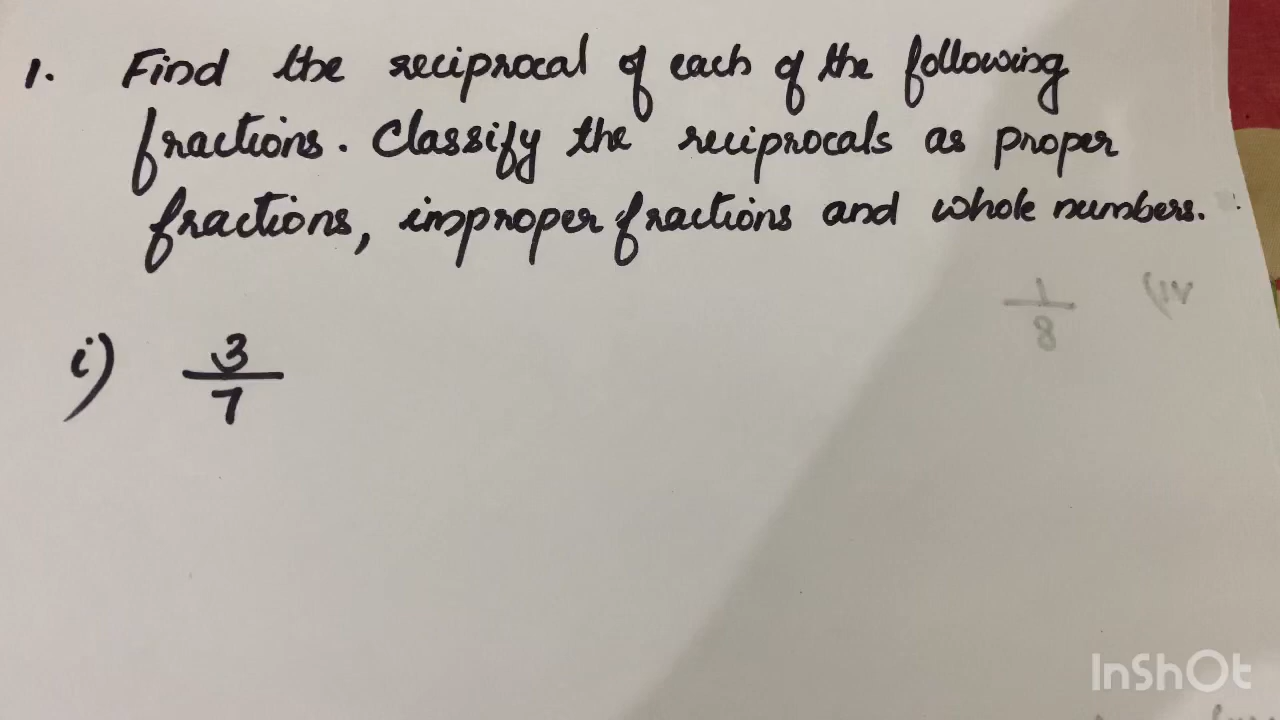 1. Find the reciprocal of each of the following
fractions. Classify the reciprocals as proper
fractions, improper fractions and whole numbers.
vi) 1/8
i) 3/7
InShOt